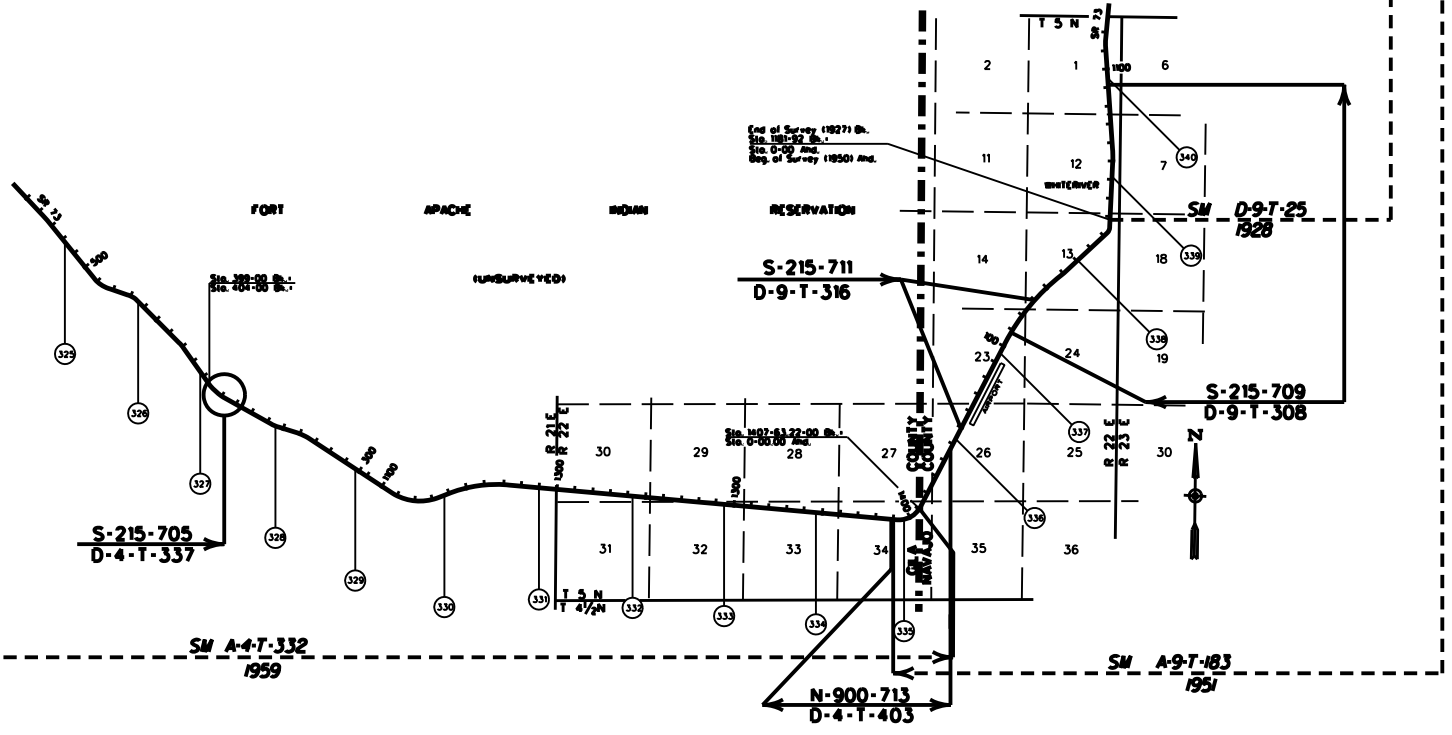 T 5 N
SR 73
2
1
6
1100
End of Survey (1927) Bk.
Sta. 1181-92 Bk.=
Sta. 0-00 Ahd.
Beg. of Survey (1950) Ahd.
11
12
7
340
WHITERIVER
SR 73
FORT APACHE INDIAN RESERVATION
SM D-9-T-25
1928
500
Sta. 399-00 Bk.=
Sta. 404-00 Bk.=
(UNSURVEYED)
S-215-711
D-9-T-316
14
13
18
339
325
326
100
23
24
19
338
AIRPORT
S-215-709
D-9-T-308
327
R 21 E
R 22 E
Sta. 1407-63.22-00 Bk.=
Sta. 0-00.00 Ahd.
337
30
29
28
27
COUNTY
COUNTY
26
25
R 22 E
R 23 E
30
N
300
1100
1300
1300
1400
336
S-215-705
D-4-T-337
328
329
330
31
32
33
34
GILA
NAVAJO
35
36
331
332
333
334
335
T 5 N
T 4½N
SM A-4-T-332
1959
SM A-9-T-183
1951
N-900-713
D-4-T-403